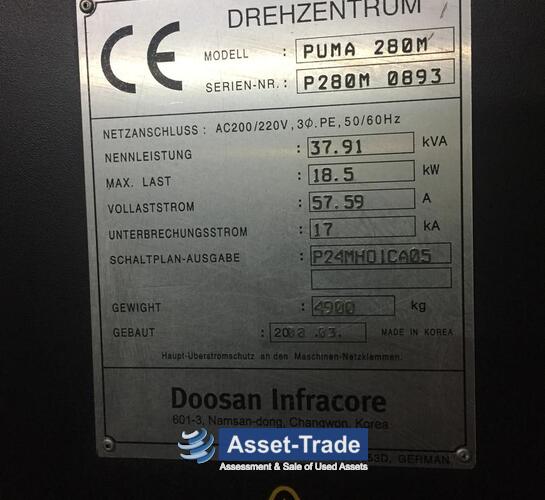 DREHZENTRUM
CE
MODELL : PUMA 280M
SERIEN-NR. : P280M 0893
NETZANSCHLUSS : AC200/220V, 3Φ.PE, 50/60Hz
NENNLEISTUNG : 37.91 kVA
MAX. LAST : 18.5 kW
VOLLASTSTROM : 57.59 A
UNTERBRECHUNGSSTROM : 17 kA
SCHALTPLAN-AUSGABE : P24MH01CA05
GEWIGHT : 4900 kg
GEBAUT : MADE IN KOREA
Haupt-Überstromschutz an den Maschinen-Netzklemmen.
Doosan Infracore
601-3, Namsan-dong, Changwon, Korea
Asset-Trade
Assessment & Sale of Used Assets
53D, GERMAN